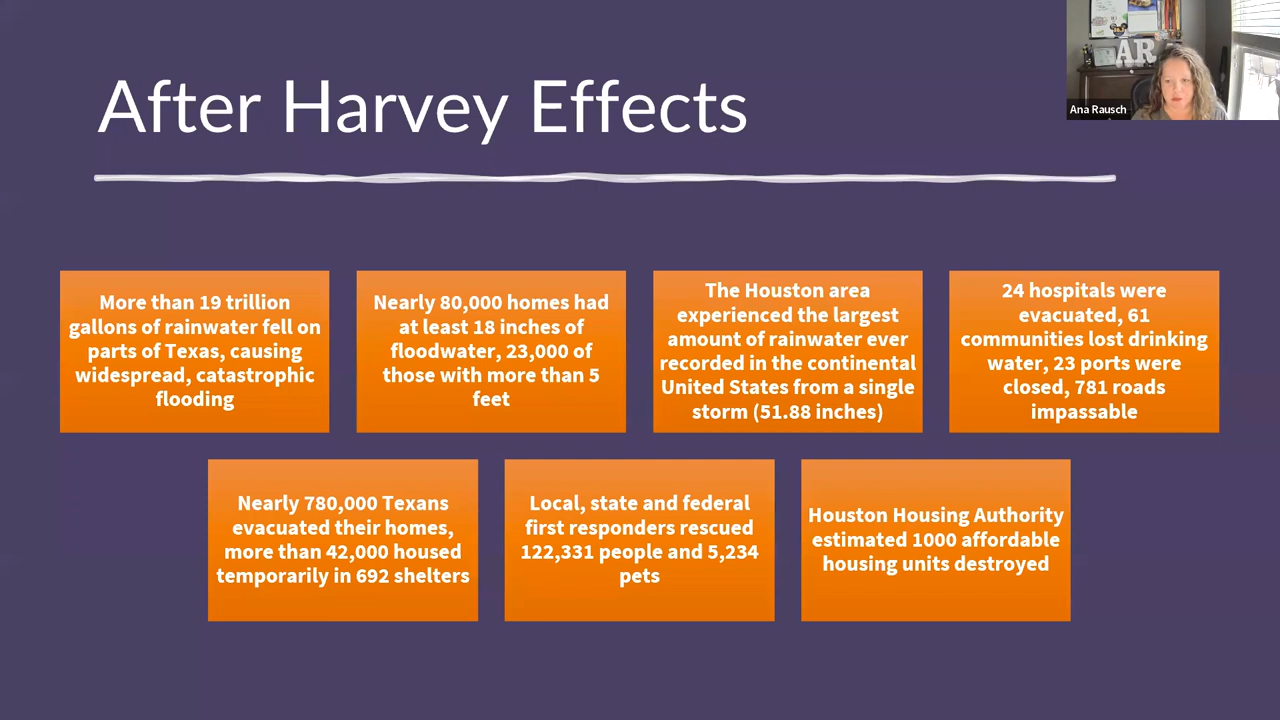 After Harvey Effects
AR
Ana Rausch
More than 19 trillion
gallons of rainwater fell on
parts of Texas, causing
widespread, catastrophic
flooding
Nearly 80,000 homes had
at least 18 inches of
floodwater, 23,000 of
those with more than 5
feet
The Houston area
experienced the largest
amount of rainwater ever
recorded in the continental
United States from a single
storm (51.88 inches)
24 hospitals were
evacuated, 61
communities lost drinking
water, 23 ports were
closed, 781 roads
impassable
Nearly 780,000 Texans
evacuated their homes,
more than 42,000 housed
temporarily in 692 shelters
Local, state and federal
first responders rescued
122,331 people and 5,234
pets
Houston Housing Authority
estimated 1000 affordable
housing units destroyed